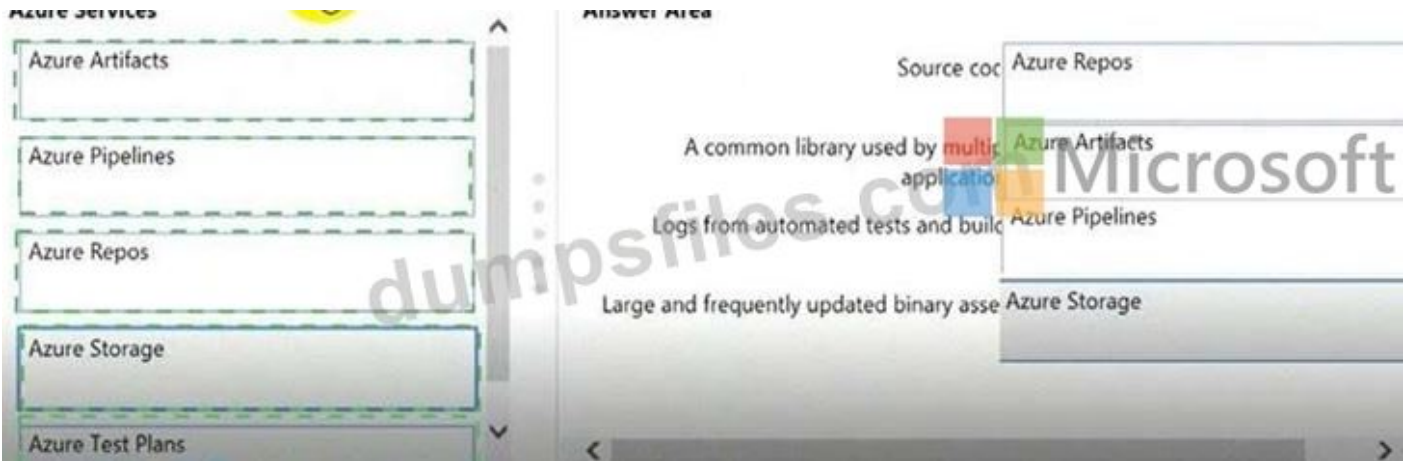 Azure Services
Azure Artifacts
Azure Pipelines
Azure Repos
Azure Storage
Azure Test Plans
Answer Area
Source coc
Azure Repos
A common library used by multip
applicatio
Azure Artifacts
Logs from automated tests and builc
Azure Pipelines
Large and frequently updated binary asse
Azure Storage
Microsoft
dumpsfiles.com